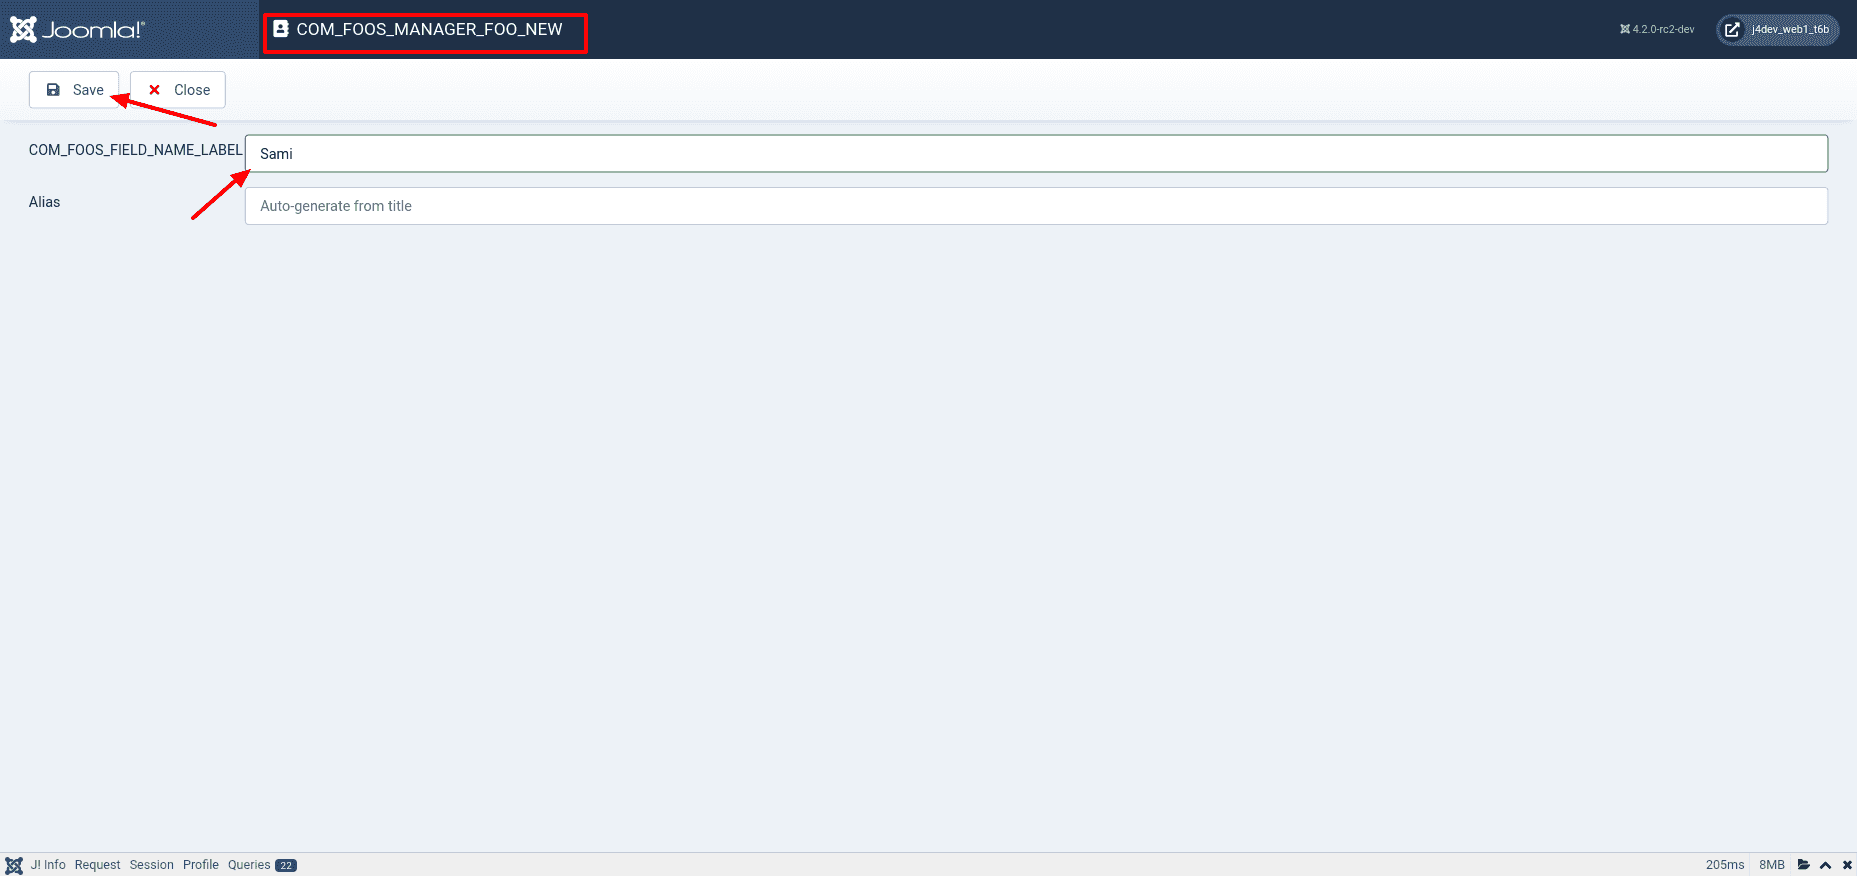 Joomla!® COM_FOOS_MANAGER_FOO_NEW 4.2.0-rc2-dev j4dev_web1_t6b
Save Close
COM_FOOS_FIELD_NAME_LABEL Sami
Alias Auto-generate from title
J! Info Request Session Profile Queries 22 205ms 8MB